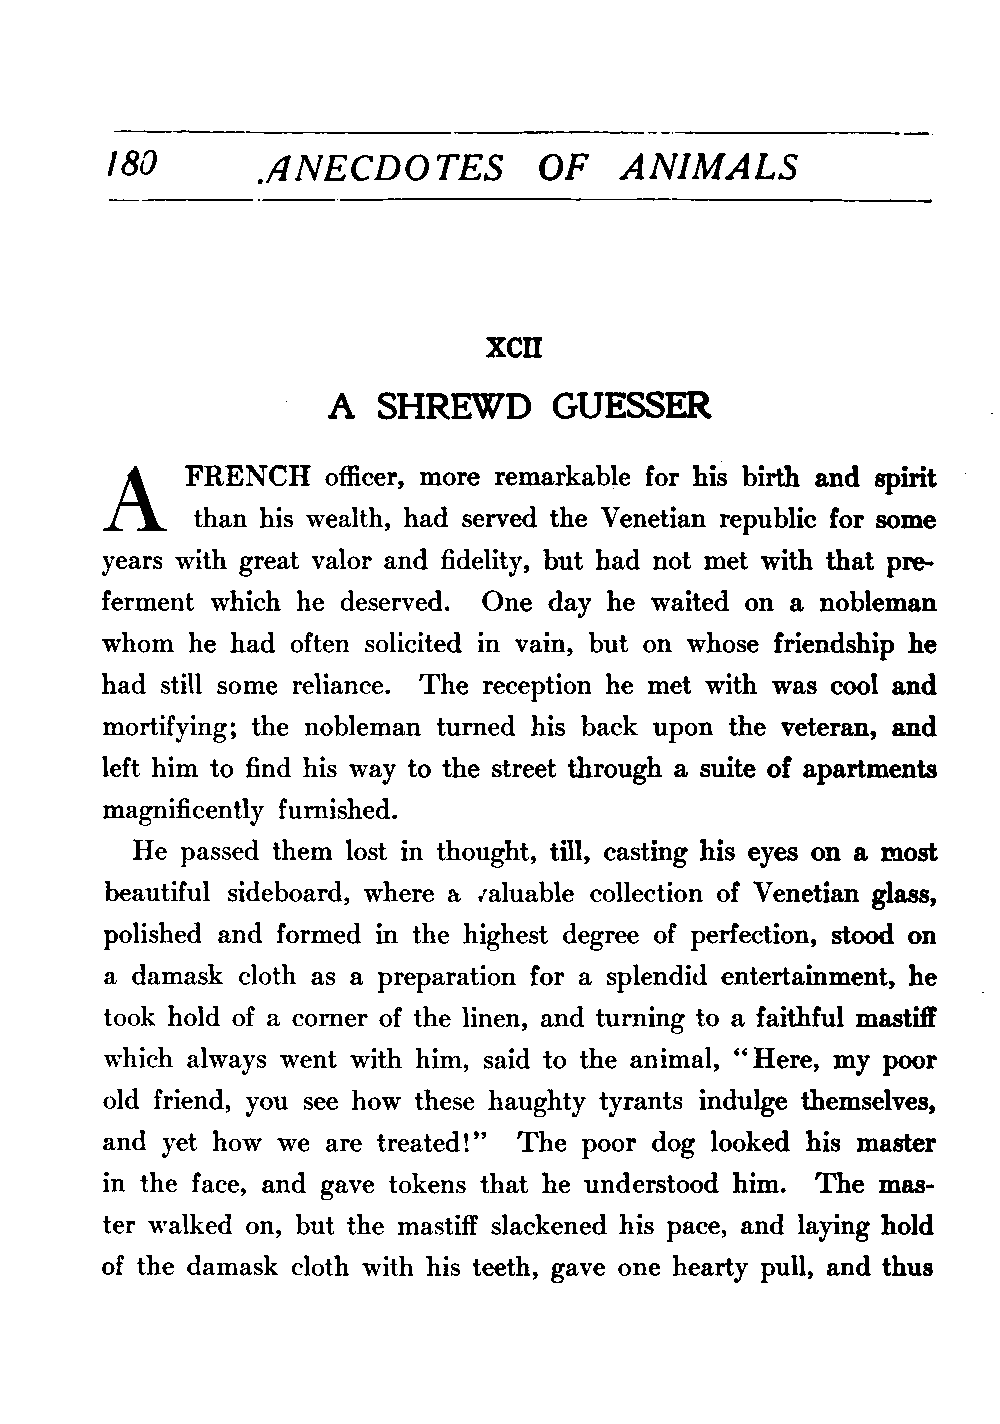 180 ANECDOTES OF ANIMALS
XCII
A SHREWD GUESSER
A FRENCH officer, more remarkable for his birth and spirit
than his wealth, had served the Venetian republic for some
years with great valor and fidelity, but had not met with that pre-
ferment which he deserved. One day he waited on a nobleman
whom he had often solicited in vain, but on whose friendship he
had still some reliance. The reception he met with was cool and
mortifying; the nobleman turned his back upon the veteran, and
left him to find his way to the street through a suite of apartments
magnificently furnished.
He passed them lost in thought, till, casting his eyes on a most
beautiful sideboard, where a valuable collection of Venetian glass,
polished and formed in the highest degree of perfection, stood on
a damask cloth as a preparation for a splendid entertainment, he
took hold of a corner of the linen, and turning to a faithful mastiff
which always went with him, said to the animal, “Here, my poor
old friend, you see how these haughty tyrants indulge themselves,
and yet how we are treated!” The poor dog looked his master
in the face, and gave tokens that he understood him. The mas-
ter walked on, but the mastiff slackened his pace, and laying hold
of the damask cloth with his teeth, gave one hearty pull, and thus